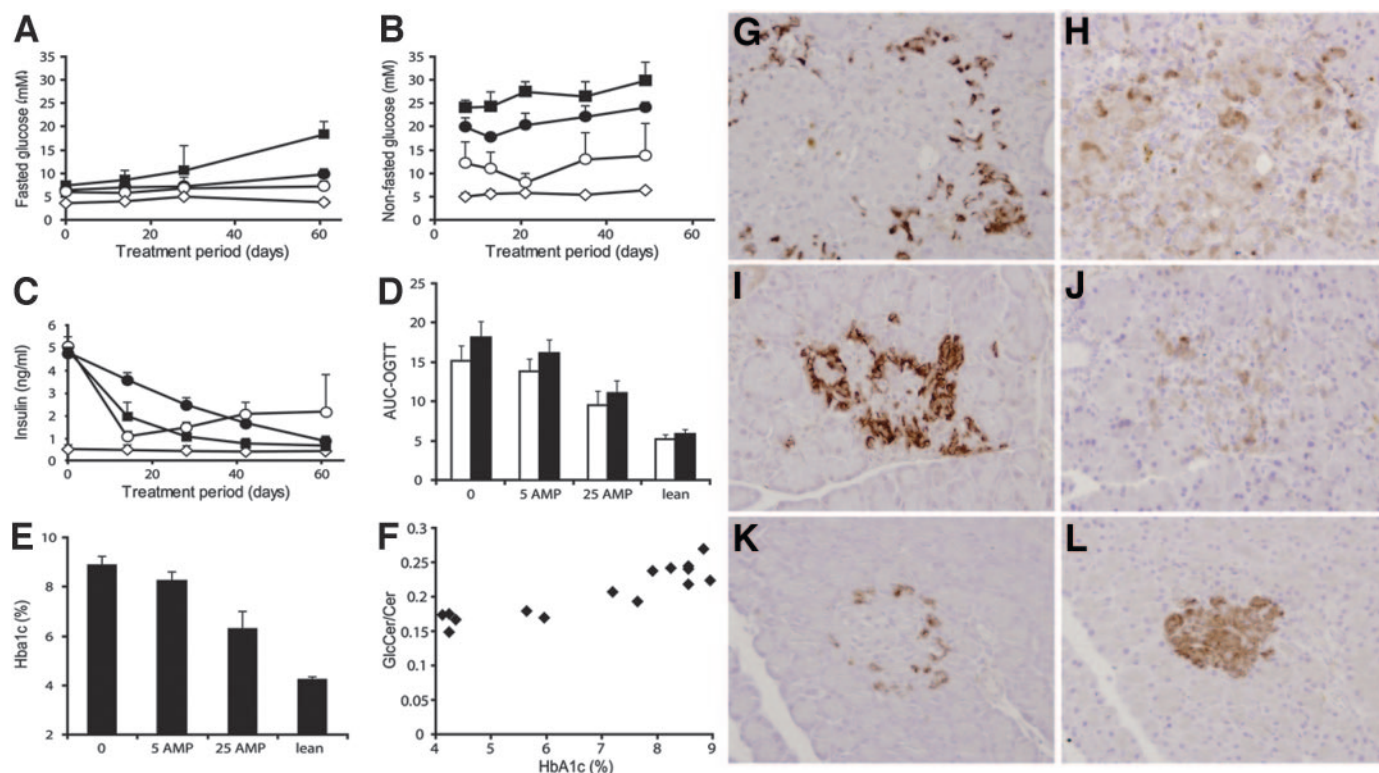 A
Fasted glucose (mM)
25
20
15
10
5
0
0 20 40 60
Treatment period (days)
B
Non-fasted glucose (mM)
40
35
30
25
20
15
10
5
0
0 20 40 60
Treatment period (days)
C
Insulin (ng/ml)
6
5
4
3
2
1
0
0 20 40 60
Treatment period (days)
D
AUC-OGTT
25
20
15
10
5
0
0 5 AMP 25 AMP lean
E
Hba1c (%)
10
8
6
4
2
0 5 AMP 25 AMP lean
F
GlcCer/Cer
0.3
0.25
0.2
0.15
0.1
0.05
0
4 5 6 7 8 9
HbA1c (%)
G
H
I
J
K
L